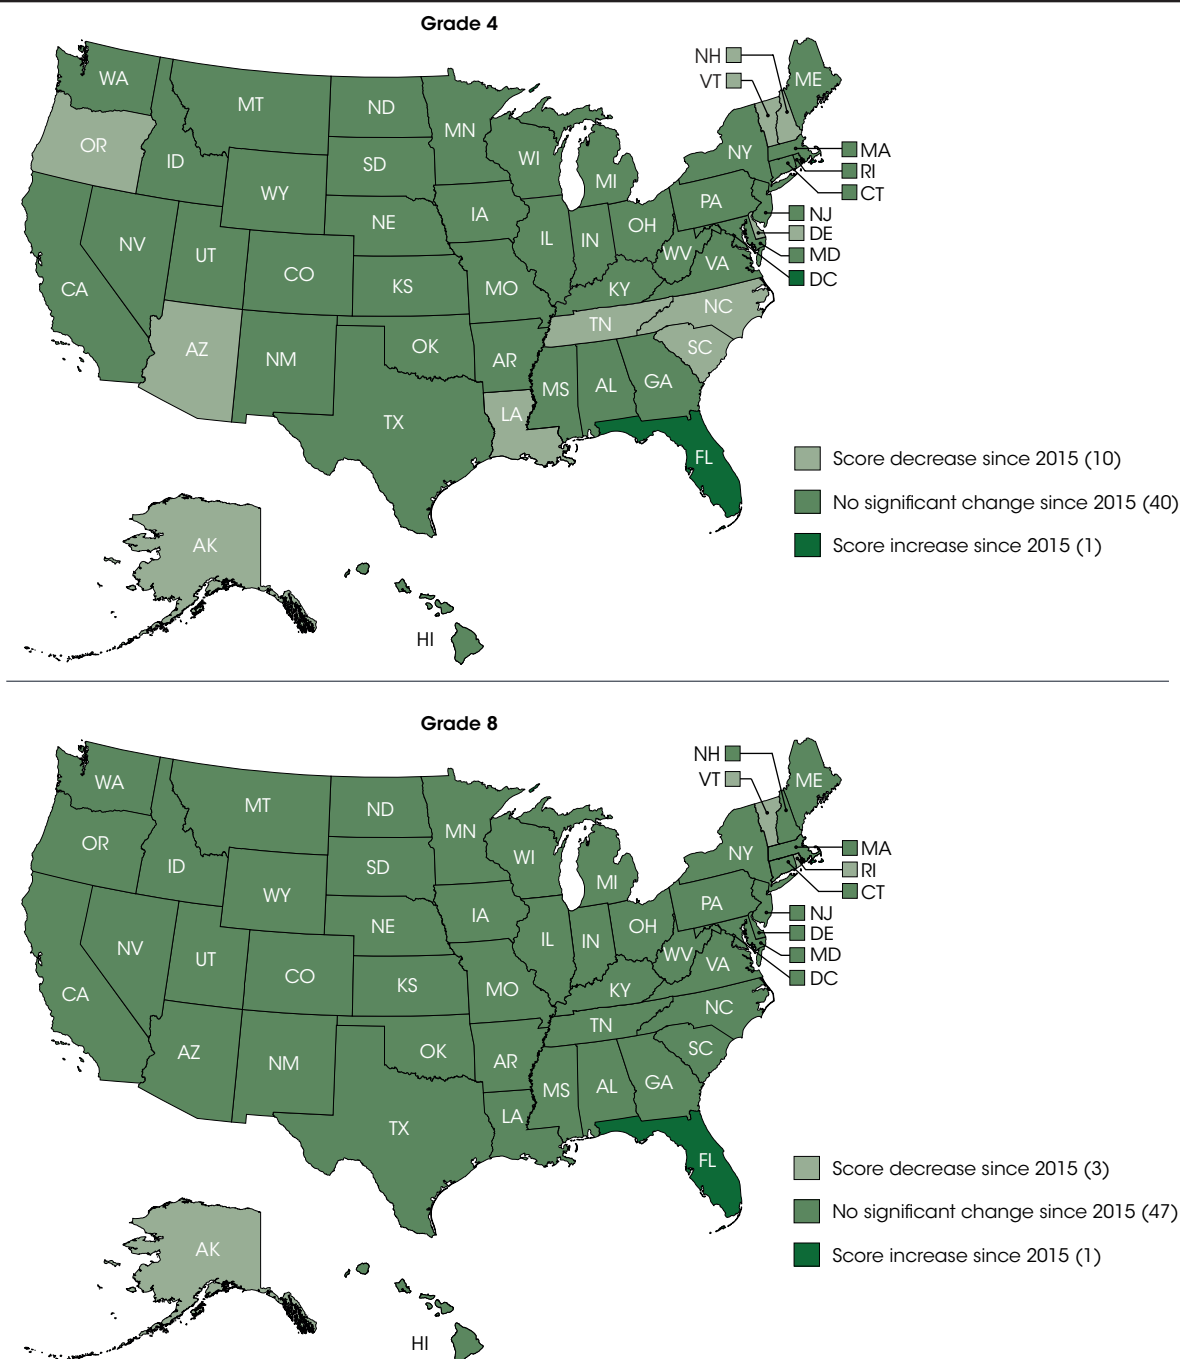 Grade 4
NH
VT
ME
WA
MT
ND
MN
OR
ID
WI
NY
MA
SD
RI
WY
MI
CT
PA
IA
NJ
NE
OH
DE
NV
IL
IN
UT
WV
MD
VA
CO
DC
KS
MO
KY
CA
NC
TN
OK
SC
AZ
NM
AR
MS
AL
GA
LA
TX
FL
Score decrease since 2015 (10)
No significant change since 2015 (40)
Score increase since 2015 (1)
AK
HI
Grade 8
NH
VT
ME
WA
MT
ND
MN
OR
MA
NY
WI
ID
SD
RI
MI
WY
CT
PA
IA
NJ
NE
OH
DE
IL
IN
NV
WV
MD
UT
VA
CO
DC
KS
MO
KY
CA
NC
TN
SC
OK
AZ
AR
NM
GA
AL
MS
LA
TX
FL
Score decrease since 2015 (3)
No significant change since 2015 (47)
Score increase since 2015 (1)
AK
HI